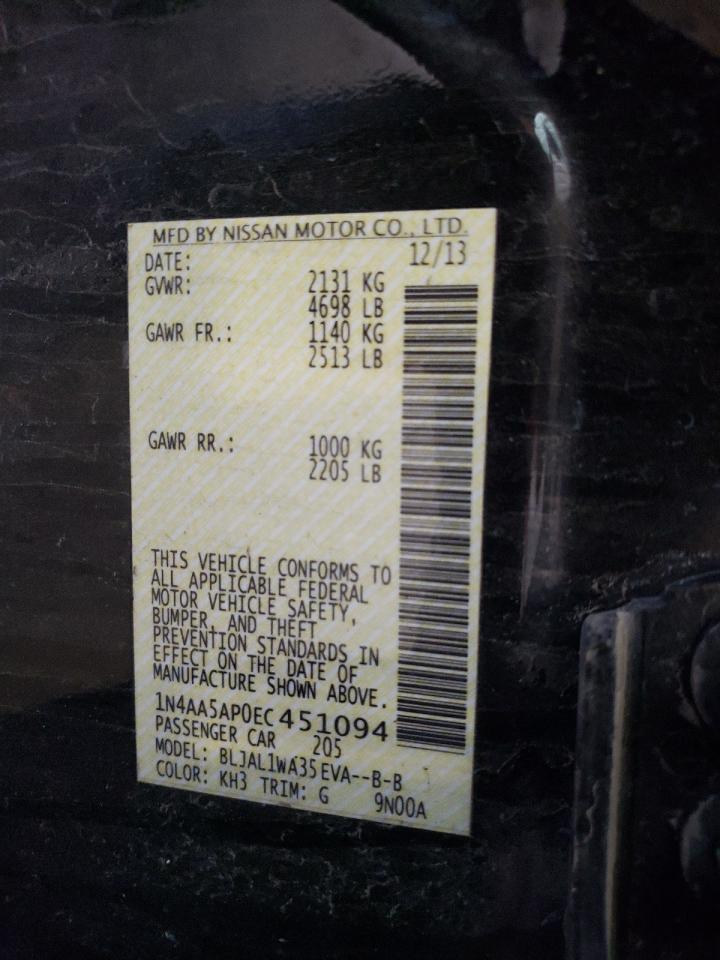 MFD BY NISSAN MOTOR CO., LTD.
DATE: 12/13
GVWR: 2131 KG
4698 LB
GAWR FR.: 1140 KG
2513 LB
GAWR RR.: 1000 KG
2205 LB
THIS VEHICLE CONFORMS TO
ALL APPLICABLE FEDERAL
MOTOR VEHICLE SAFETY,
BUMPER, AND THEFT
PREVENTION STANDARDS IN
EFFECT ON THE DATE OF
MANUFACTURE SHOWN ABOVE.
1N4AA5AP0EC451094
PASSENGER CAR 205
MODEL: BLJAL1WA35EVA--B-B
COLOR: KH3 TRIM: G 9N00A